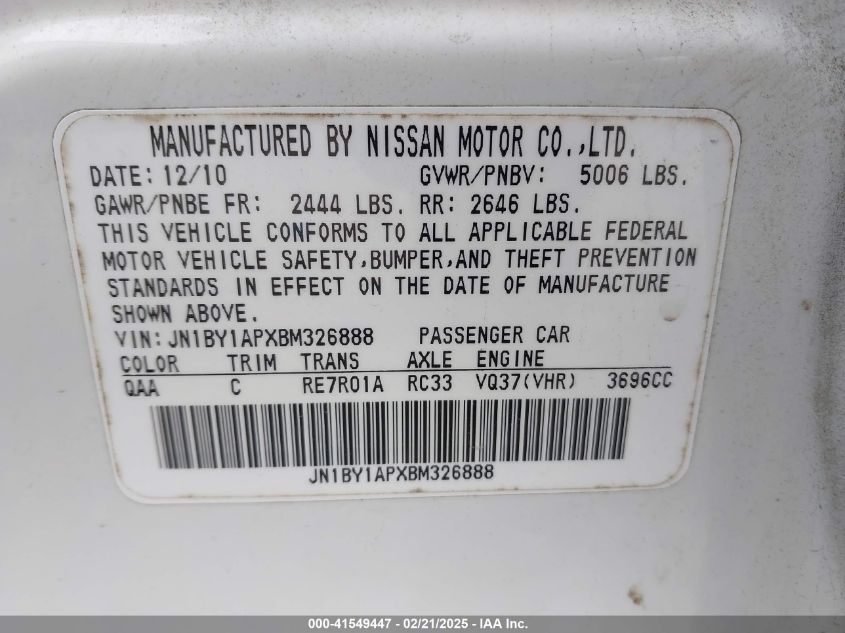 MANUFACTURED BY NISSAN MOTOR CO.,LTD.
DATE: 12/10 GVWR/PNBV: 5006 LBS.
GAWR/PNBE FR: 2444 LBS. RR: 2646 LBS.
THIS VEHICLE CONFORMS TO ALL APPLICABLE FEDERAL
MOTOR VEHICLE SAFETY,BUMPER,AND THEFT PREVENTION
STANDARDS IN EFFECT ON THE DATE OF MANUFACTURE
SHOWN ABOVE.
VIN: JN1BY1APXBM326888 PASSENGER CAR
COLOR TRIM TRANS AXLE ENGINE
QAA C RE7R01A RC33 VQ37(VHR) 3696CC
JN1BY1APXBM326888
000-41549447 - 02/21/2025 - IAA Inc.